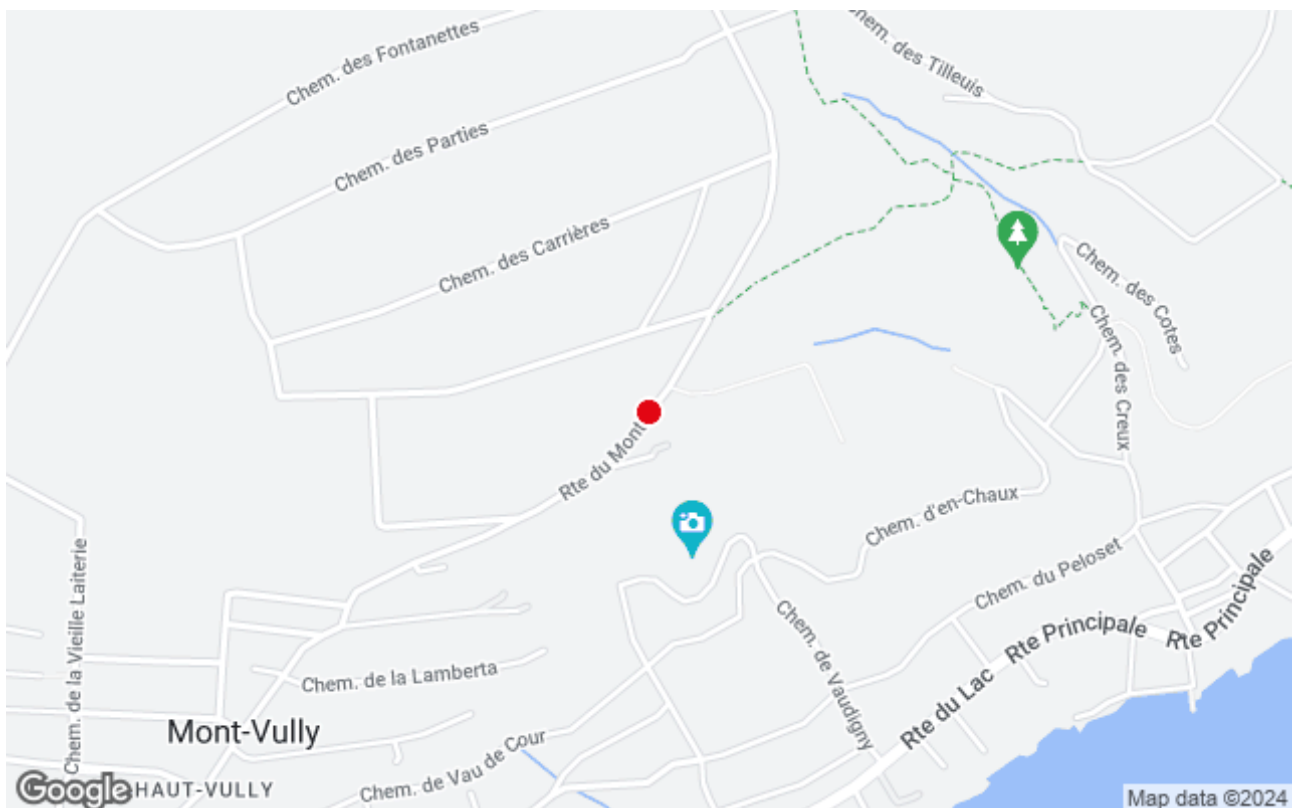 Chem. des Fontanettes
Chem. des Tilleuis
Chem. des Parties
Chem. des Carrières
Chem. des Cotes
Chem. des Creux
Rte du Mont
Chem. d'en-Chaux
Chem. de la Vieille Laiterie
Chem. du Peloset
Rte Principale
Rte Principale
Chem. de Vaudigny
Rte du Lac
Chem. de la Lamberta
Mont-Vully
Chem. de Vau de Cour
Google
HAUT-VULLY
Map data ©2024